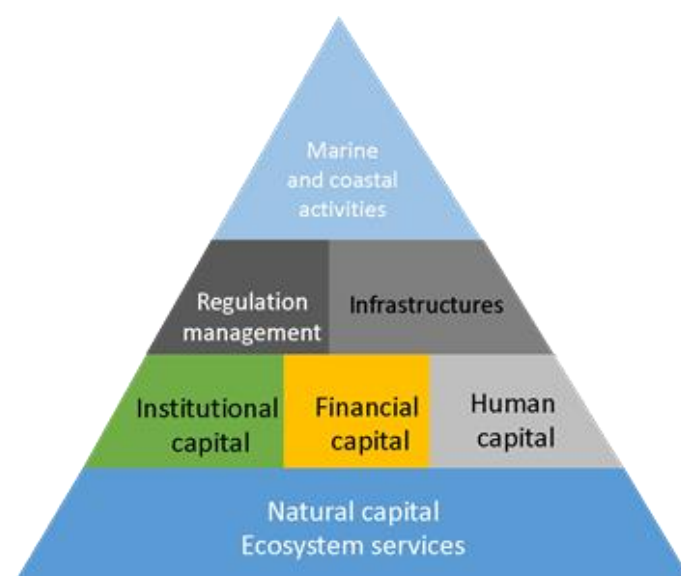 Marine
and coastal
activities
Regulation
management
Infrastructures
Institutional
capital
Financial
capital
Human
capital
Natural capital
Ecosystem services